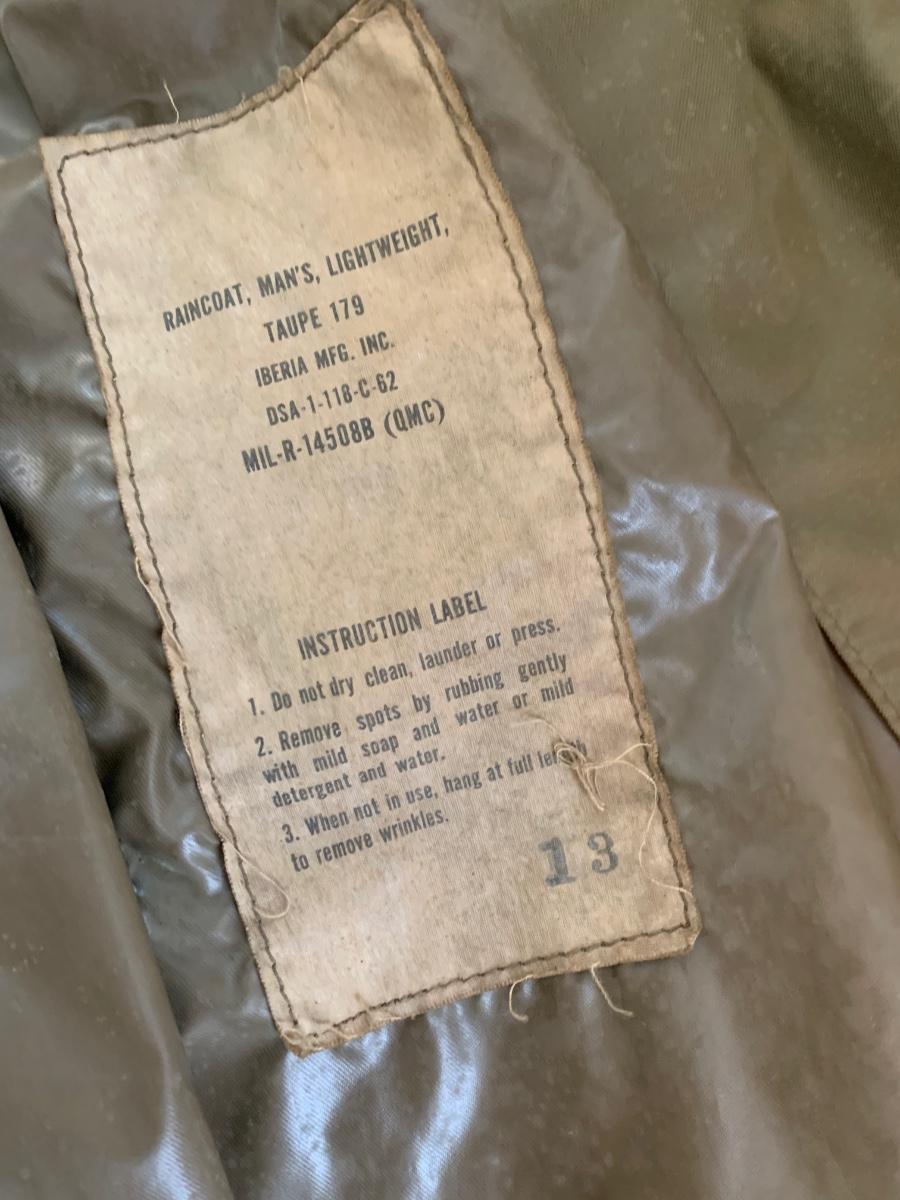 RAINCOAT, MAN'S, LIGHTWEIGHT,
TAUPE 179
IBERIA MFG. INC.
DSA-1-118-C-62
MIL-R-14508B (QMC)
INSTRUCTION LABEL
1. Do not dry clean, launder or press.
2. Remove spots by rubbing gently
with mild soap and water or mild
detergent and water.
3. When not in use, hang at full length
to remove wrinkles.
13